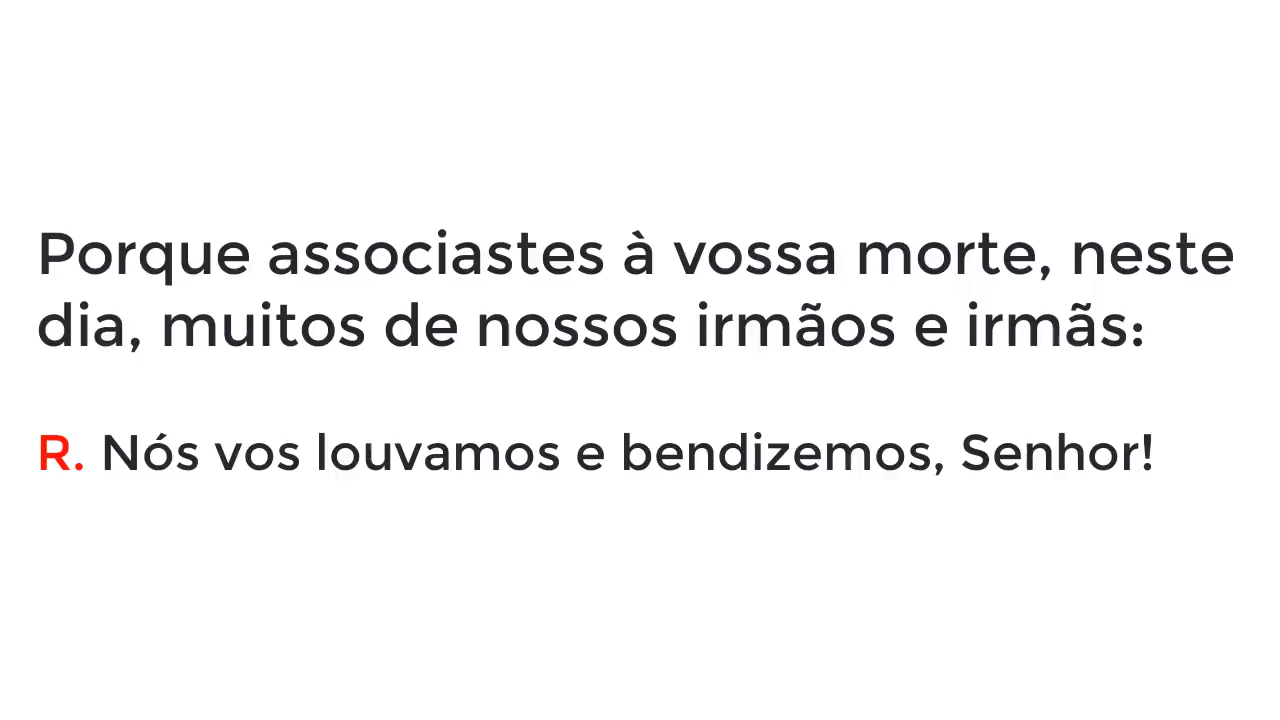 Porque associastes à vossa morte, neste
dia, muitos de nossos irmãos e irmãs:
R. Nós vos louvamos e bendizemos, Senhor!